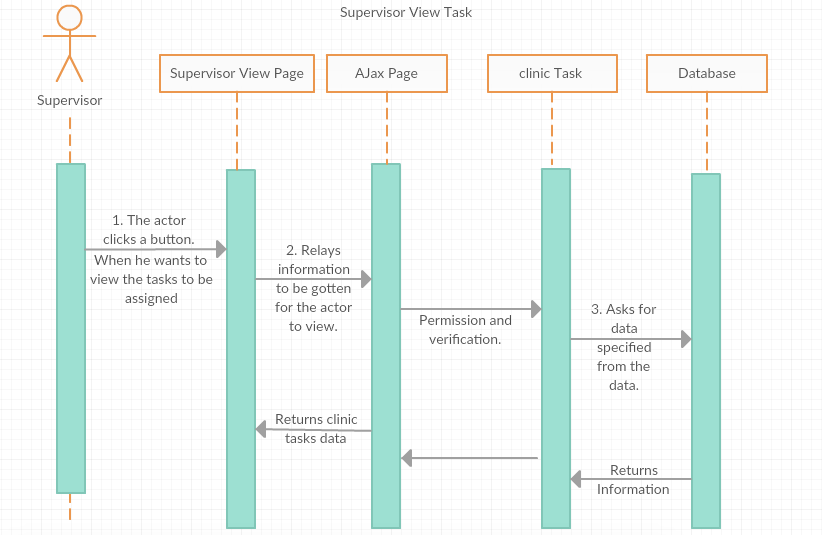 Supervisor View Task
Supervisor
Supervisor View Page
AJax Page
clinic Task
Database
1. The actor
clicks a button.
When he wants to
view the tasks to be
assigned
2. Relays
information
to be gotten
for the actor
to view.
Permission and
verification.
3. Asks for
data
specified
from the
data.
Returns clinic
tasks data
Returns
Information